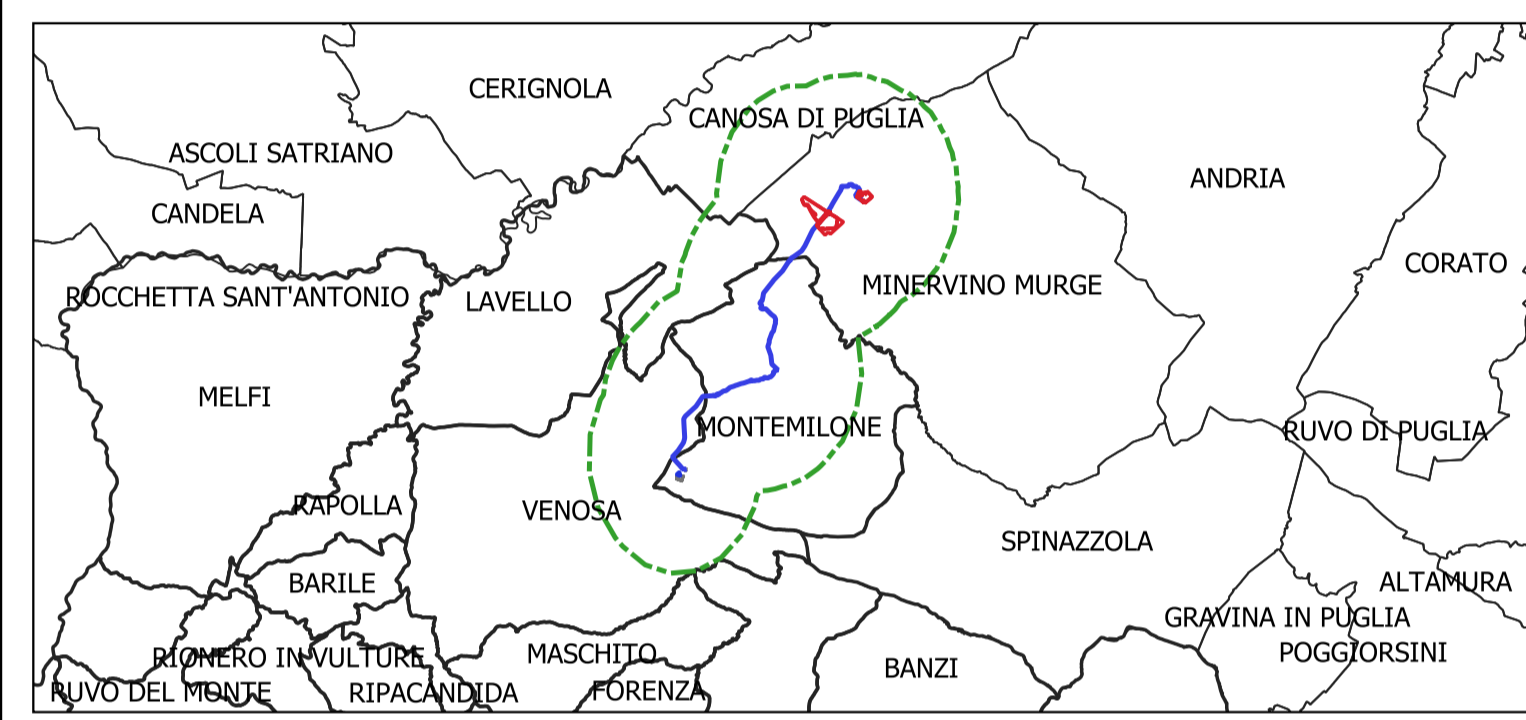 CERIGNOLA
CANOSA DI PUGLIA
ASCOLI SATRIANO
ANDRIA
CANDELA
CORATO
MINERVINO MURGE
ROCCHETTA SANT'ANTONIO
LAVELLO
MELFI
MONTEMILONE
RUVO DI PUGLIA
RAPOLLA
VENOSA
SPINAZZOLA
BARILE
ALTAMURA
GRAVINA IN PUGLIA
POGGIORSINI
MASCHITO
RIONERO IN VULTURE
BANZI
RUVO DEL MONTE
RIPACANDIDA
FORENZA